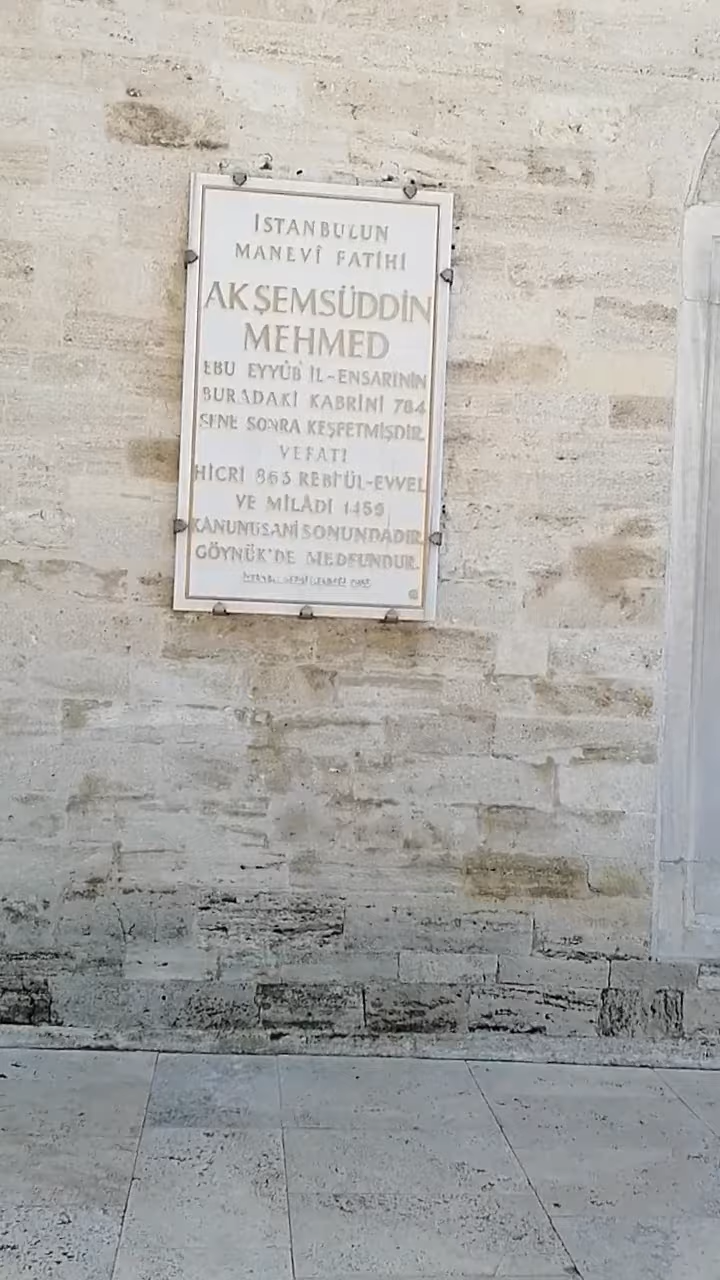 İSTANBULUN
MANEVÎ FATİHİ
AKŞEMSÜDDİN
MEHMED
EBU EYYÛB İL-ENSARİNİN
BURADAKİ KABRİNİ 784
SENE SONRA KEŞFETMİŞDİR.
VEFATI
HİCRİ 863 REBİ'ÜL-EVVEL
VE MİLÂDİ 1459
KANUNUSANİ SONUNDADIR.
GÖYNÜK'DE MEDFUNDUR.